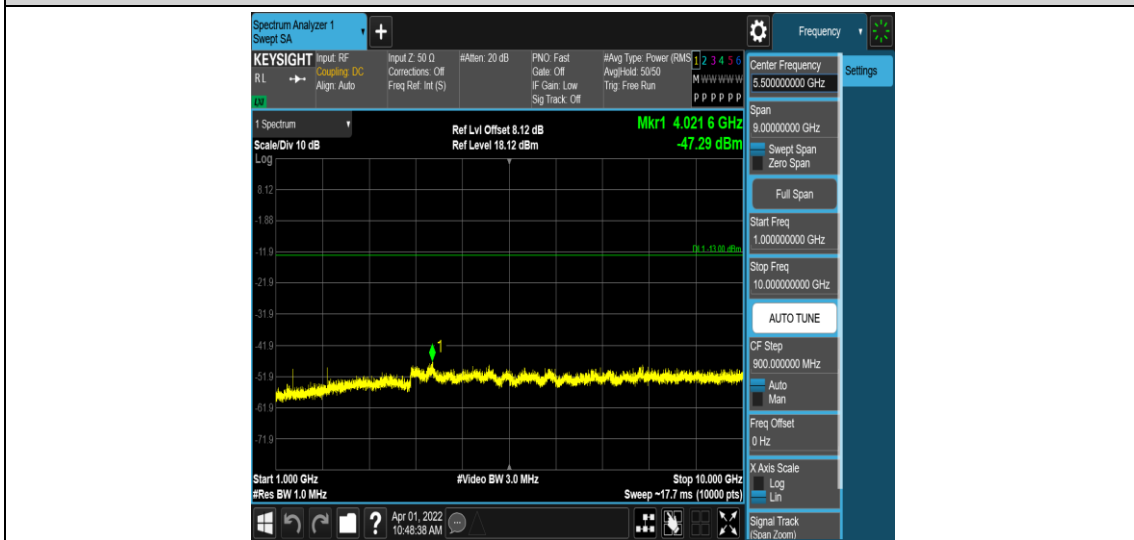 Spectrum Analyzer 1
Swept SA
+
Frequency
KEYSIGHT
RL
LXI
Input: RF
Coupling: DC
Align: Auto
Input Z: 50 Ω
Corrections: Off
Freq Ref: Int (S)
#Atten: 20 dB
PNO: Fast
Gate: Off
IF Gain: Low
Sig Track: Off
#Avg Type: Power (RMS
Avg|Hold: 50/50
Trig: Free Run
1 2 3 4 5 6
M W W W W W
P P P P P P
1 Spectrum
Scale/Div 10 dB
Ref Lvl Offset 8.12 dB
Ref Level 18.12 dBm
Mkr1 4.021 6 GHz
-47.29 dBm
Log
8.12
-1.88
-11.9
DL1 -13.00 dBm
-21.9
-31.9
-41.9
1
-51.9
-61.9
-71.9
Start 1.000 GHz
#Res BW 1.0 MHz
#Video BW 3.0 MHz
Stop 10.000 GHz
Sweep ~17.7 ms (10000 pts)
Center Frequency
5.500000000 GHz
Settings
Span
9.00000000 GHz
Swept Span
Zero Span
Full Span
Start Freq
1.000000000 GHz
Stop Freq
10.000000000 GHz
AUTO TUNE
CF Step
900.000000 MHz
Auto
Man
Freq Offset
0 Hz
X Axis Scale
Log
Lin
Signal Track
(Span Zoom)
?
Apr 01, 2022
10:48:38 AM